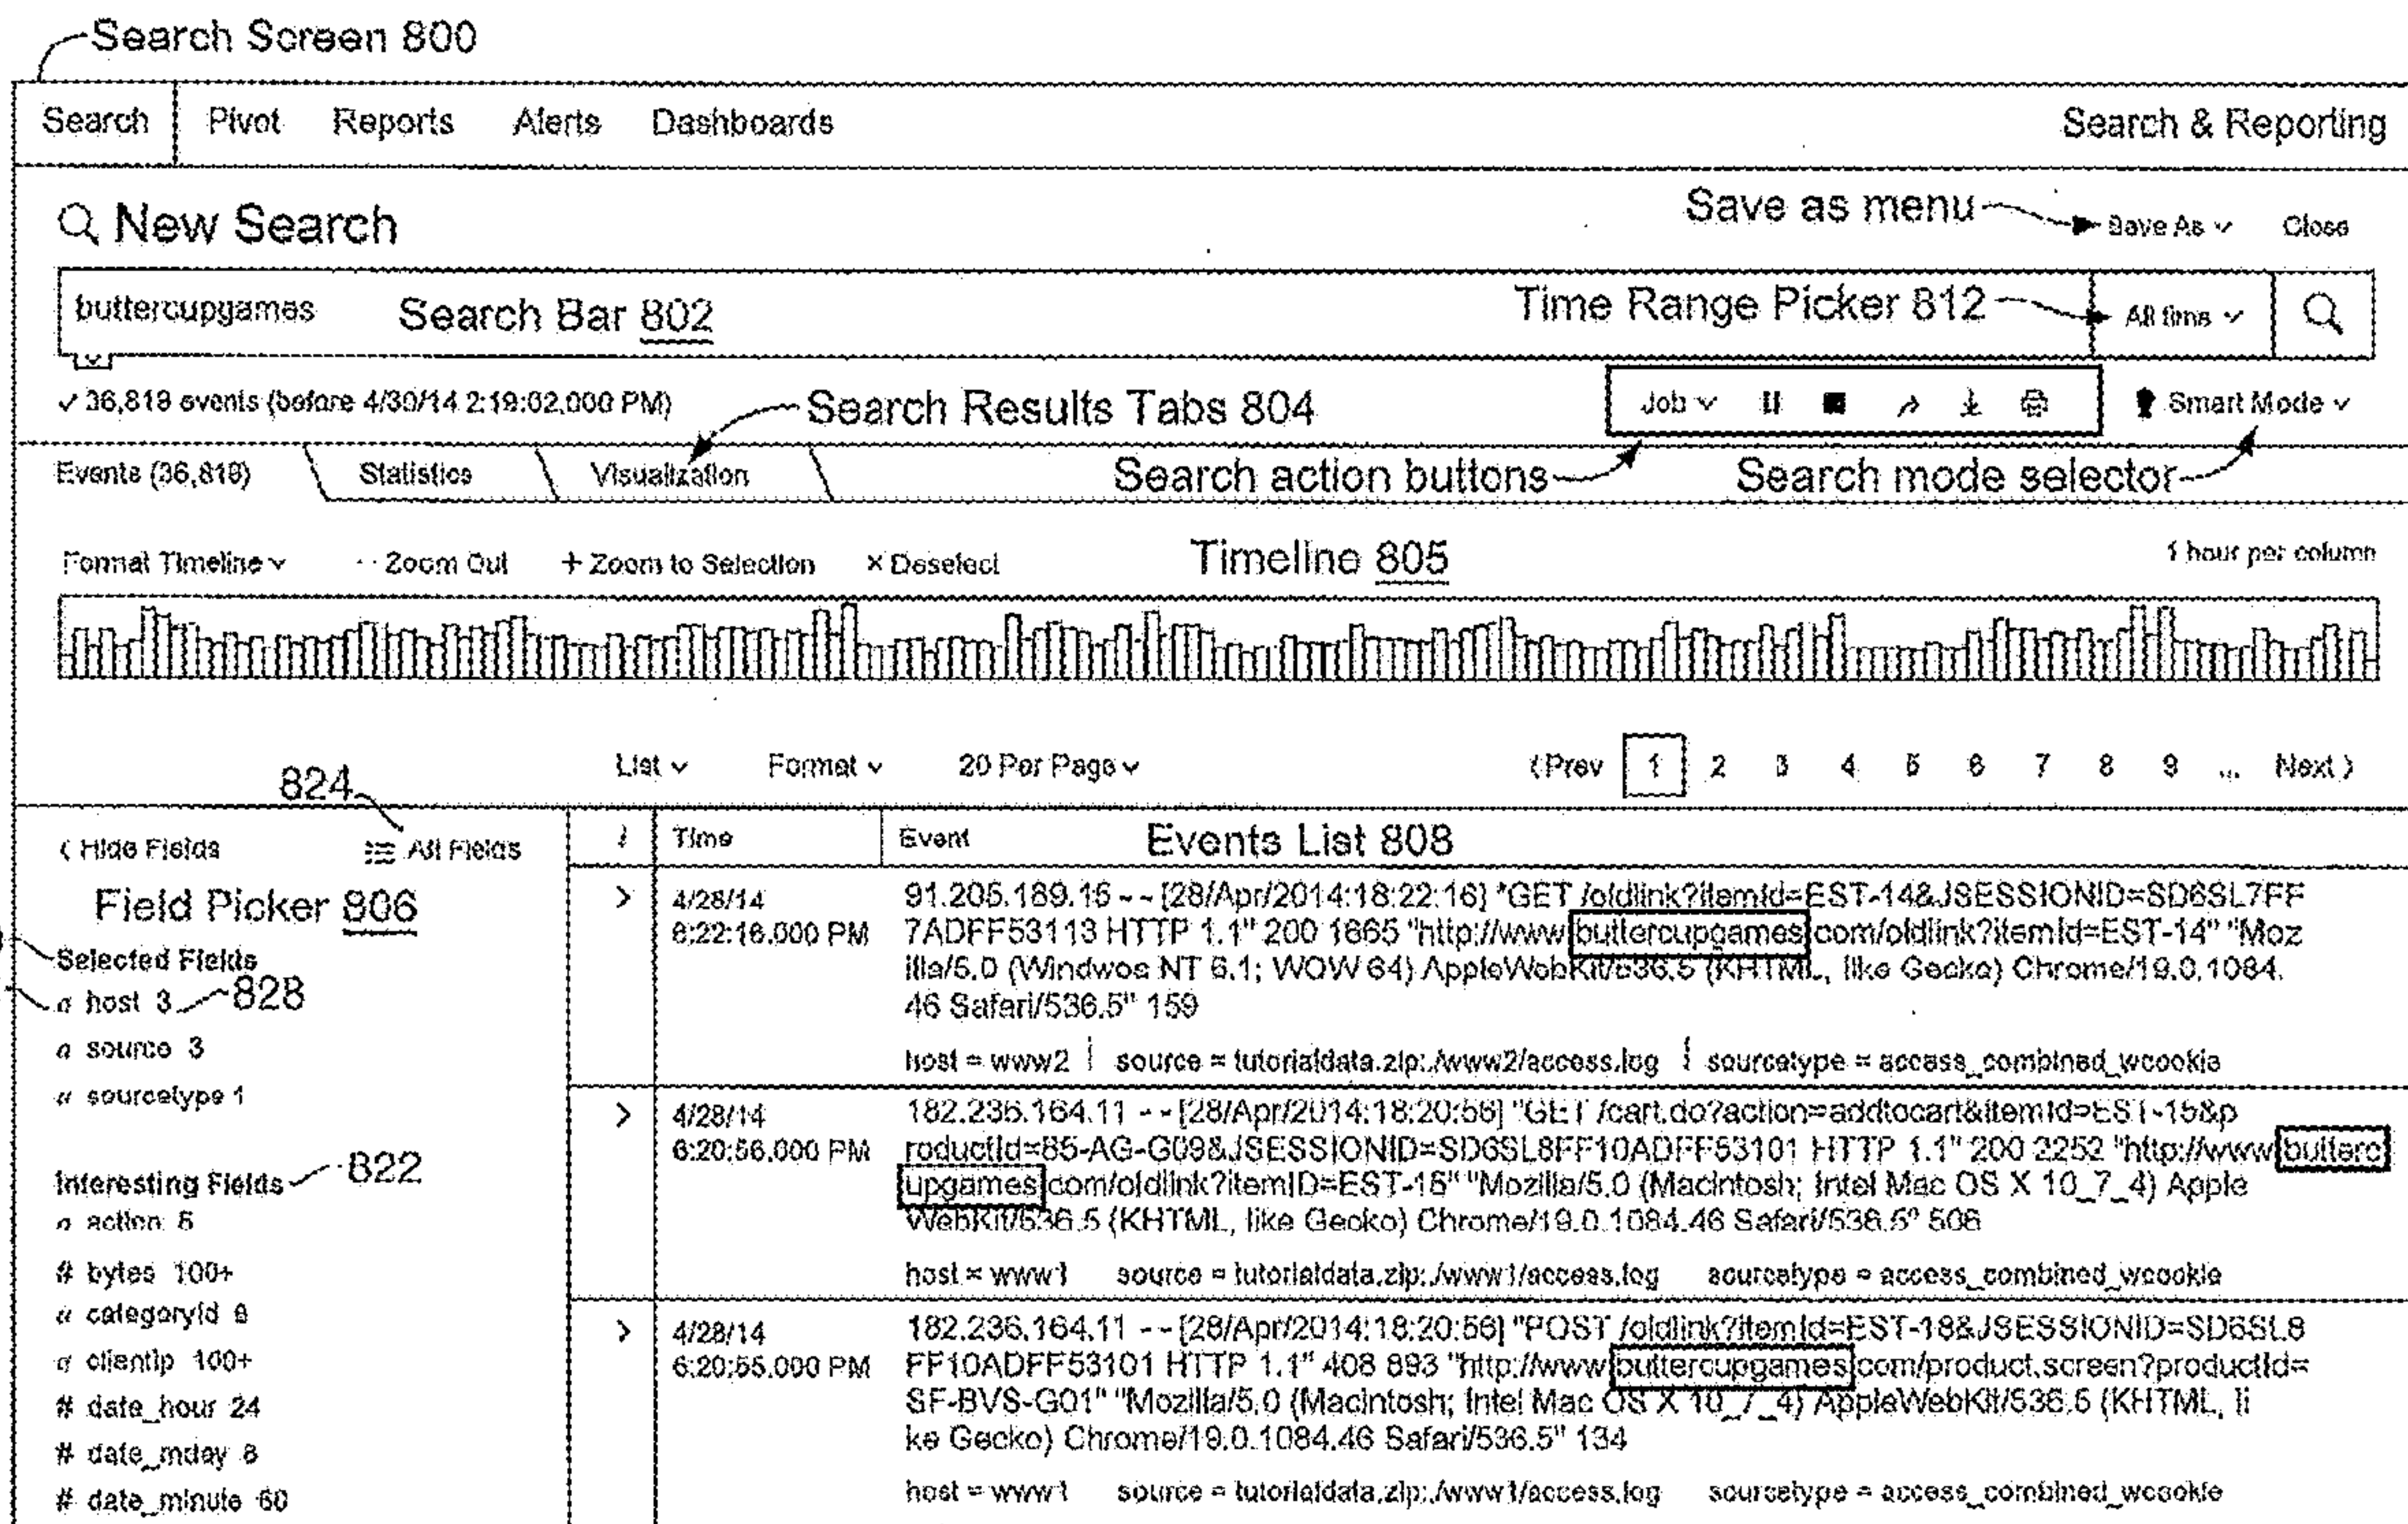 Search Screen 800
Search Pivot Reports Alerts Dashboards Search & Reporting
New Search Save as menu Save As Close
buttercupgames Search Bar 802 Time Range Picker 812 All time
36,819 events (before 4/30/14 2:19:02.000 PM) Search Results Tabs 804 Job Smart Mode
Events (36,819) Statistics Visualization Search action buttons Search mode selector
Format Timeline Zoom Out + Zoom to Selection × Deselect Timeline 805 1 hour per column
List Format 20 Per Page < Prev 1 2 3 4 5 6 7 8 9 ... Next >
824
< Hide Fields All Fields i Time Event Events List 808
Field Picker 806
Selected Fields
a host 3 828
a source 3
a sourcetype 1
Interesting Fields 822
a action 5
# bytes 100+
a categoryId 8
a clientip 100+
# date_hour 24
# date_mday 8
# date_minute 60
> 4/28/14 91.205.189.15 - - [28/Apr/2014:18:22:16] "GET /oldlink?itemId=EST-14&JSESSIONID=SD6SL7FF
6:22:16.000 PM 7ADFF53113 HTTP 1.1" 200 1665 "http://www.buttercupgames.com/oldlink?itemId=EST-14" "Moz
illa/5.0 (Windwos NT 6.1; WOW 64) AppleWebKit/536.5 (KHTML, like Gecko) Chrome/19.0.1084.
46 Safari/536.5" 159
host = www2 source = tutorialdata.zip:./www2/access.log sourcetype = access_combined_wcookie
> 4/28/14 182.236.164.11 - - [28/Apr/2014:18:20:56] "GET /cart.do?action=addtocart&itemId=EST-15&p
6:20:56.000 PM roductId=85-AG-G09&JSESSIONID=SD6SL8FF10ADFF53101 HTTP 1.1" 200 2252 "http://www.butterc
upgames.com/oldlink?itemID=EST-15" "Mozilla/5.0 (Macintosh; Intel Mac OS X 10_7_4) Apple
WebKit/536.5 (KHTML, like Gecko) Chrome/19.0.1084.46 Safari/536.5" 506
host = www1 source = tutorialdata.zip:./www1/access.log sourcetype = access_combined_wcookie
> 4/28/14 182.236.164.11 - - [28/Apr/2014:18:20:56] "POST /oldlink?itemId=EST-18&JSESSIONID=SD6SL8
6:20:55.000 PM FF10ADFF53101 HTTP 1.1" 408 893 "http://www.buttercupgames.com/product.screen?productId=
SF-BVS-G01" "Mozilla/5.0 (Macintosh; Intel Mac OS X 10_7_4) AppleWebKit/536.5 (KHTML, li
ke Gecko) Chrome/19.0.1084.46 Safari/536.5" 134
host = www1 source = tutorialdata.zip:./www1/access.log sourcetype = access_combined_wcookie